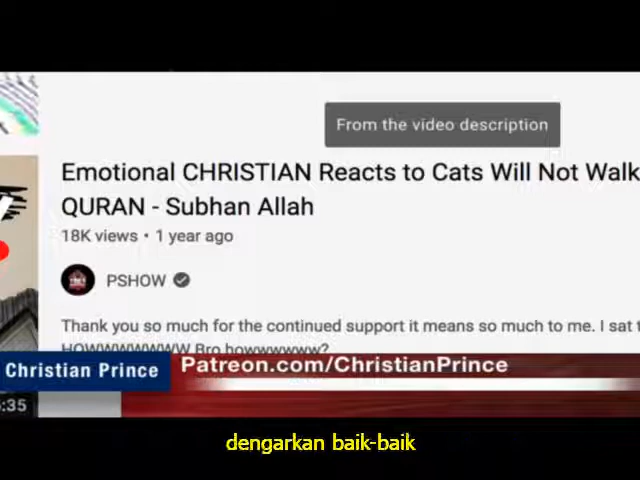 From the video description
Emotional CHRISTIAN Reacts to Cats Will Not Walk
QURAN - Subhan Allah
18K views • 1 year ago
PSHOW
Thank you so much for the continued support it means so much to me. I sat
HOWWWWWWW Bro howwwwwww?
Christian Prince
Patreon.com/ChristianPrince
:35
dengarkan baik-baik